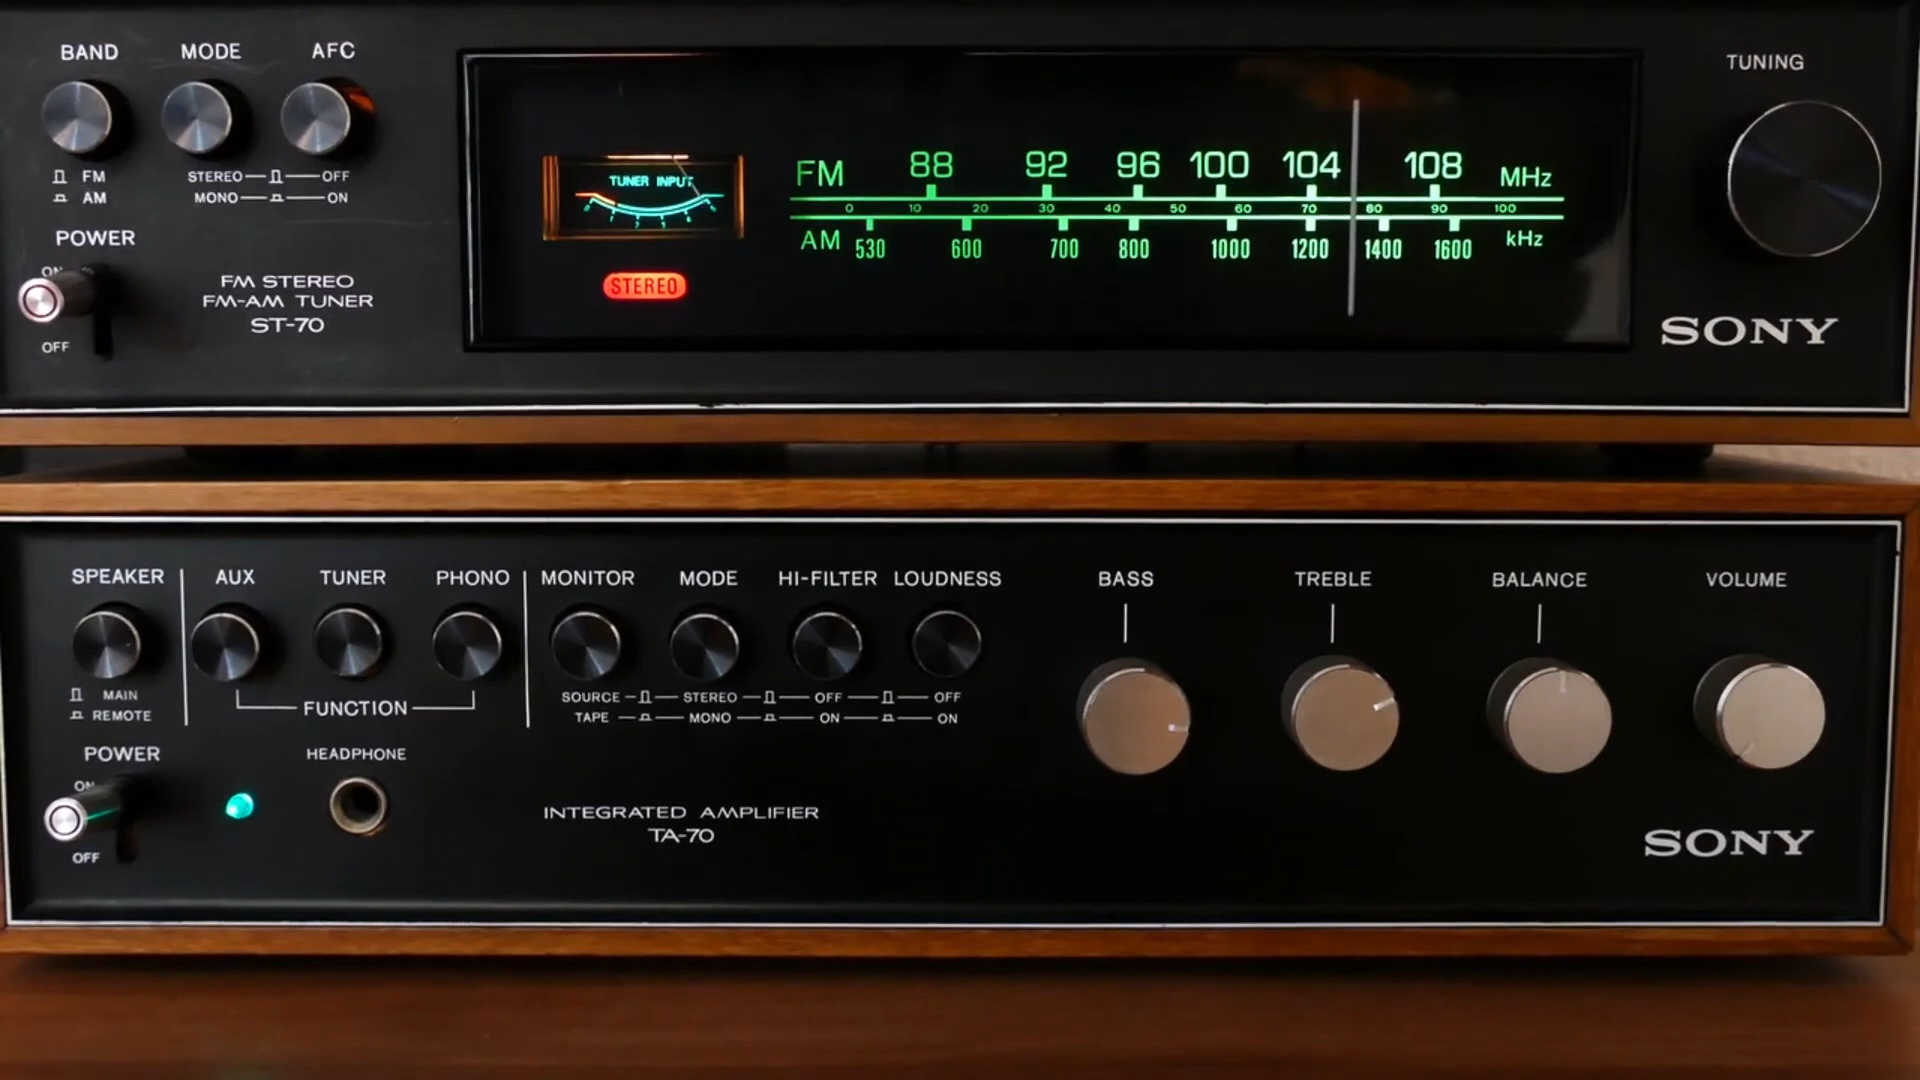 BAND MODE AFC
TUNING
FM STEREO OFF
AM MONO ON
POWER
ON
OFF
FM STEREO
FM-AM TUNER
ST-70
TUNER INPUT
STEREO
FM 88 92 96 100 104 108 MHz
0 10 20 30 40 50 60 70 80 90 100
AM 530 600 700 800 1000 1200 1400 1600 kHz
SONY
SPEAKER AUX TUNER PHONO MONITOR MODE HI-FILTER LOUDNESS BASS TREBLE BALANCE VOLUME
MAIN SOURCE STEREO OFF OFF
REMOTE FUNCTION TAPE MONO ON ON
POWER HEADPHONE
ON
OFF
INTEGRATED AMPLIFIER
TA-70
SONY